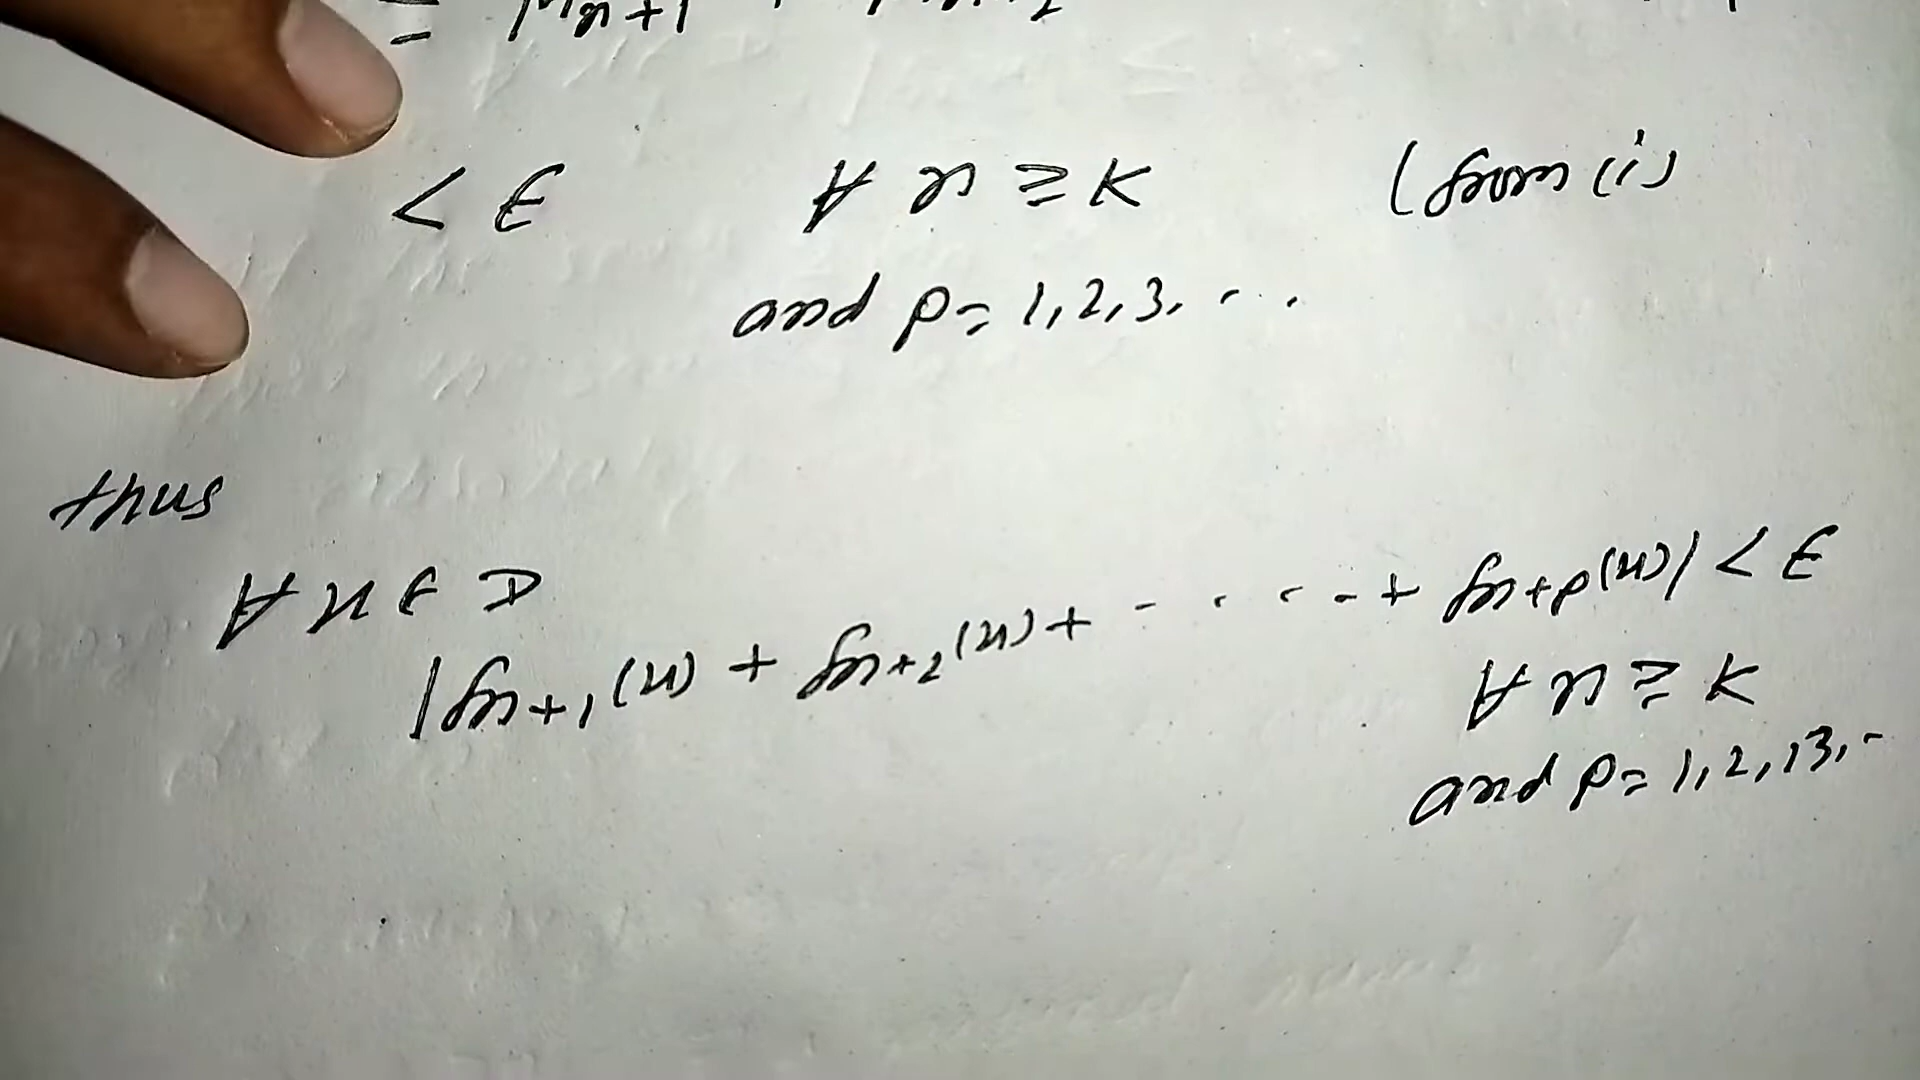 < ε ∀ n ≥ K (from (i)
and p = 1, 2, 3, ...
thus
∀ x ∈ D
|fn+1(x) + fn+2(x) + ..... + fn+p(x)| < ε
∀ n ≥ K
and p = 1, 2, 13, -